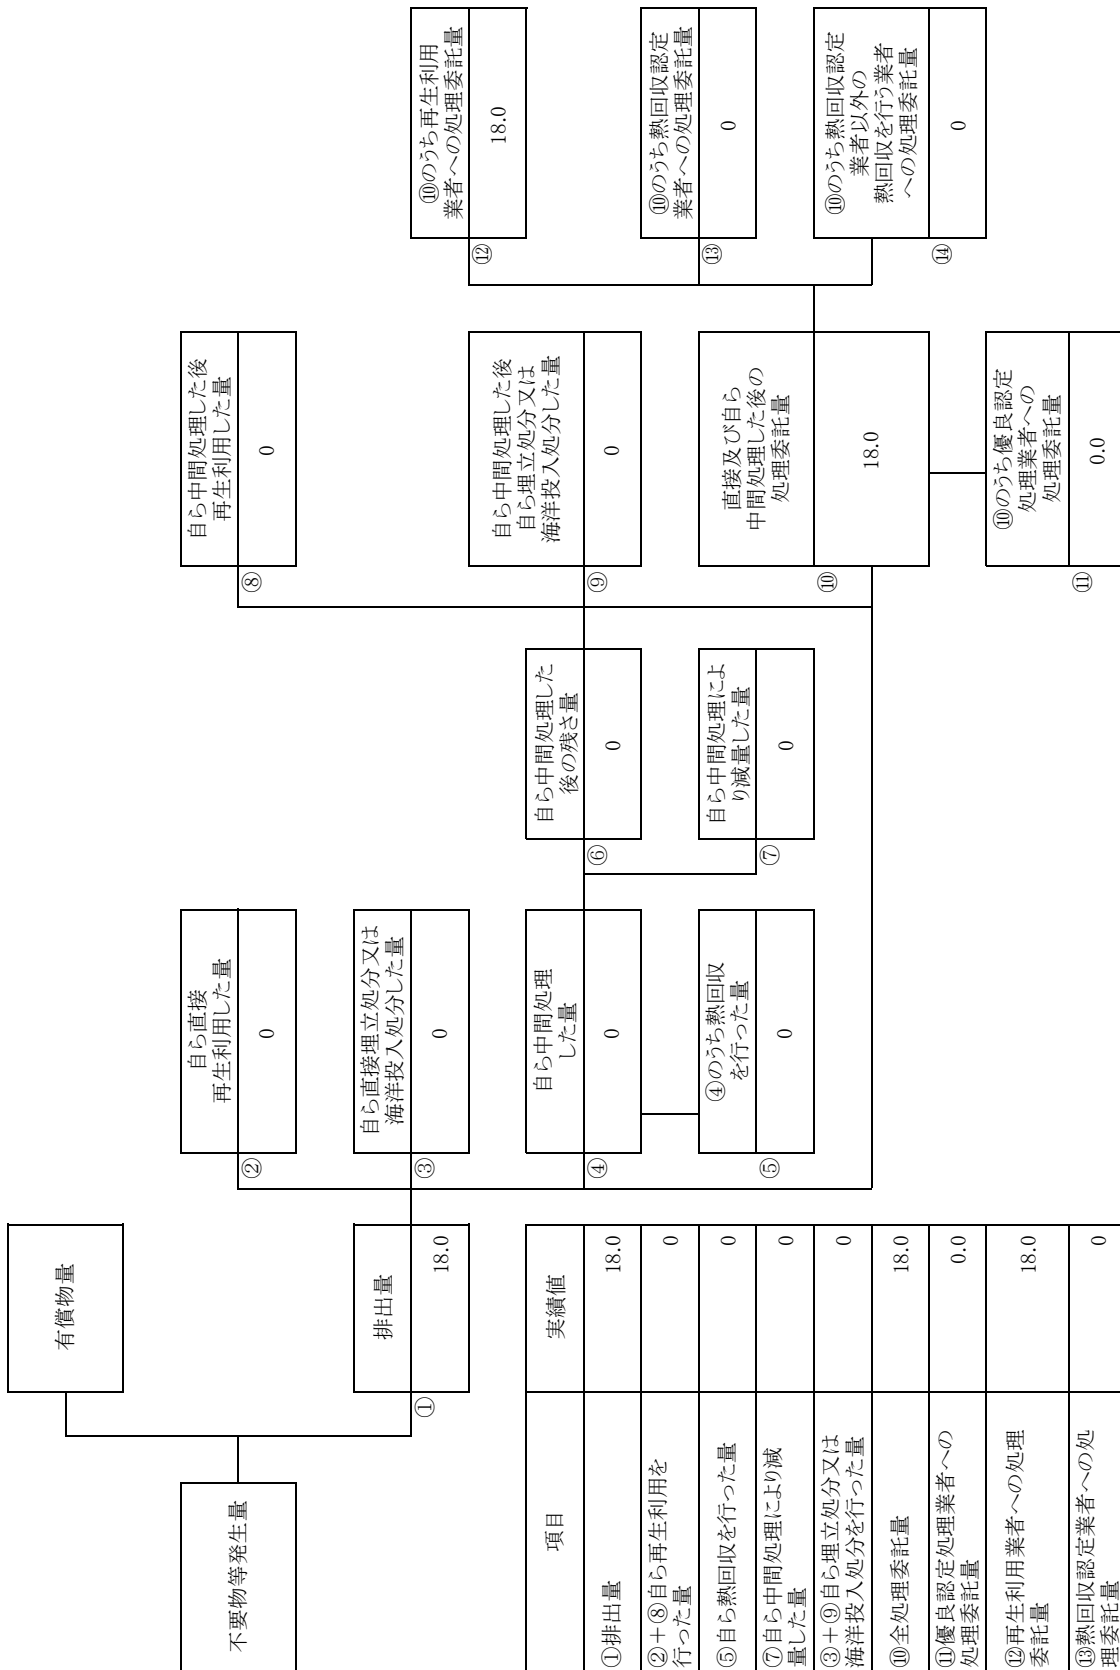 有償物量
不要物等発生量
①
排出量
18.0
②
自ら直接
再生利用した量
0
③
自ら直接埋立処分又は
海洋投入処分した量
0
④
自ら中間処理
した量
0
⑤
④のうち熱回収
を行った量
0
⑥
自ら中間処理した
後の残さ量
0
⑦
自ら中間処理によ
り減量した量
0
⑧
自ら中間処理した後
再生利用した量
0
⑨
自ら中間処理した後
自ら埋立処分又は
海洋投入処分した量
0
⑩
直接及び自ら
中間処理した後の
処理委託量
18.0
⑪
⑩のうち優良認定
処理業者への
処理委託量
0.0
⑫
⑩のうち再生利用
業者への処理委託量
18.0
⑬
⑩のうち熱回収認定
業者への処理委託量
0
⑭
⑩のうち熱回収認定
業者以外の
熱回収を行う業者
への処理委託量
0
項目
実績値
①排出量
18.0
②+⑧自ら再生利用を
行った量
0
⑤自ら熱回収を行った量
0
⑦自ら中間処理により減
量した量
0
③+⑨自ら埋立処分又は
海洋投入処分を行った量
0
⑩全処理委託量
18.0
⑪優良認定処理業者への
処理委託量
0.0
⑫再生利用業者への処理
委託量
18.0
⑬熱回収認定業者への処
理委託量
0